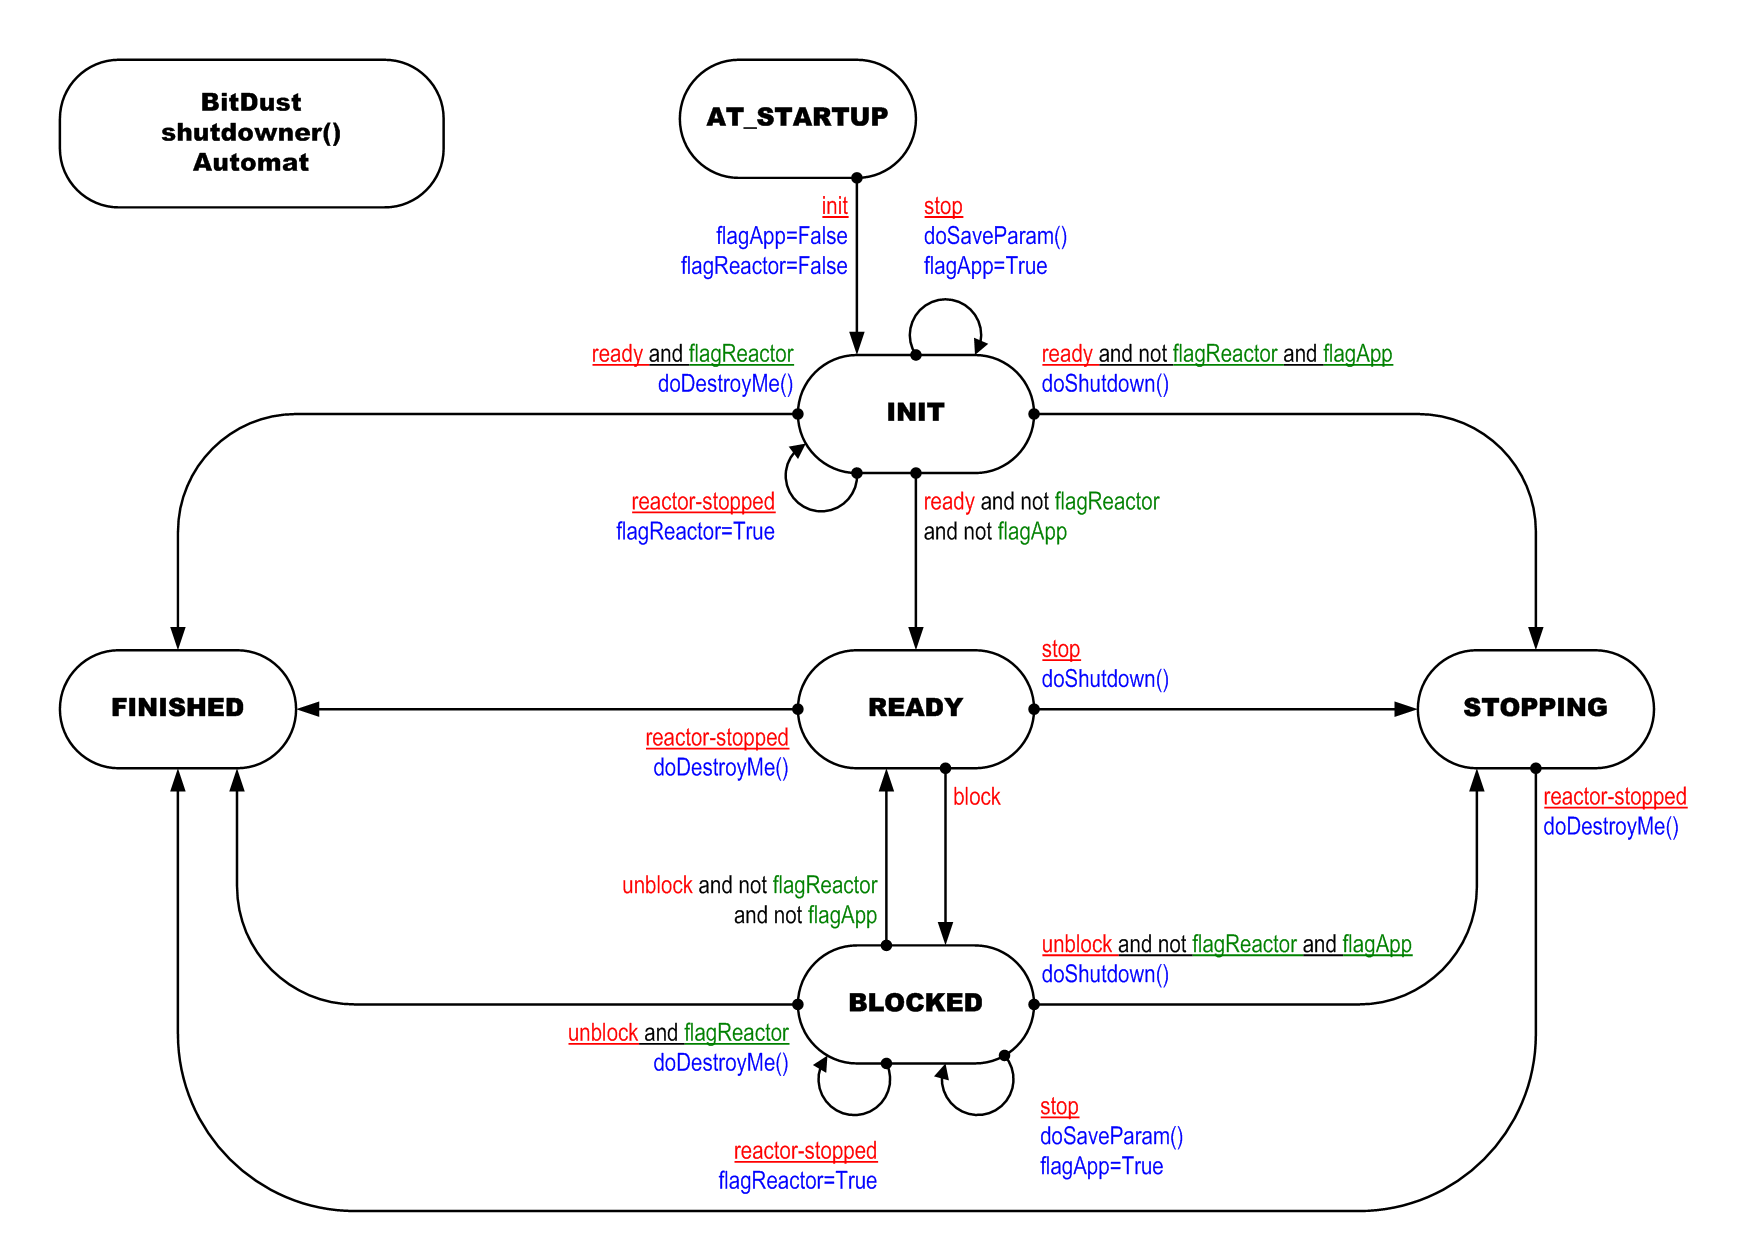 BitDust
shutdowner()
Automat
AT_STARTUP
init
flagApp=False
flagReactor=False
stop
doSaveParam()
flagApp=True
ready and flagReactor
doDestroyMe()
ready and not flagReactor and flagApp
doShutdown()
INIT
reactor-stopped
flagReactor=True
ready and not flagReactor
and not flagApp
FINISHED
READY
stop
doShutdown()
STOPPING
reactor-stopped
doDestroyMe()
block
reactor-stopped
doDestroyMe()
unblock and not flagReactor
and not flagApp
unblock and not flagReactor and flagApp
doShutdown()
BLOCKED
unblock and flagReactor
doDestroyMe()
stop
doSaveParam()
flagApp=True
reactor-stopped
flagReactor=True